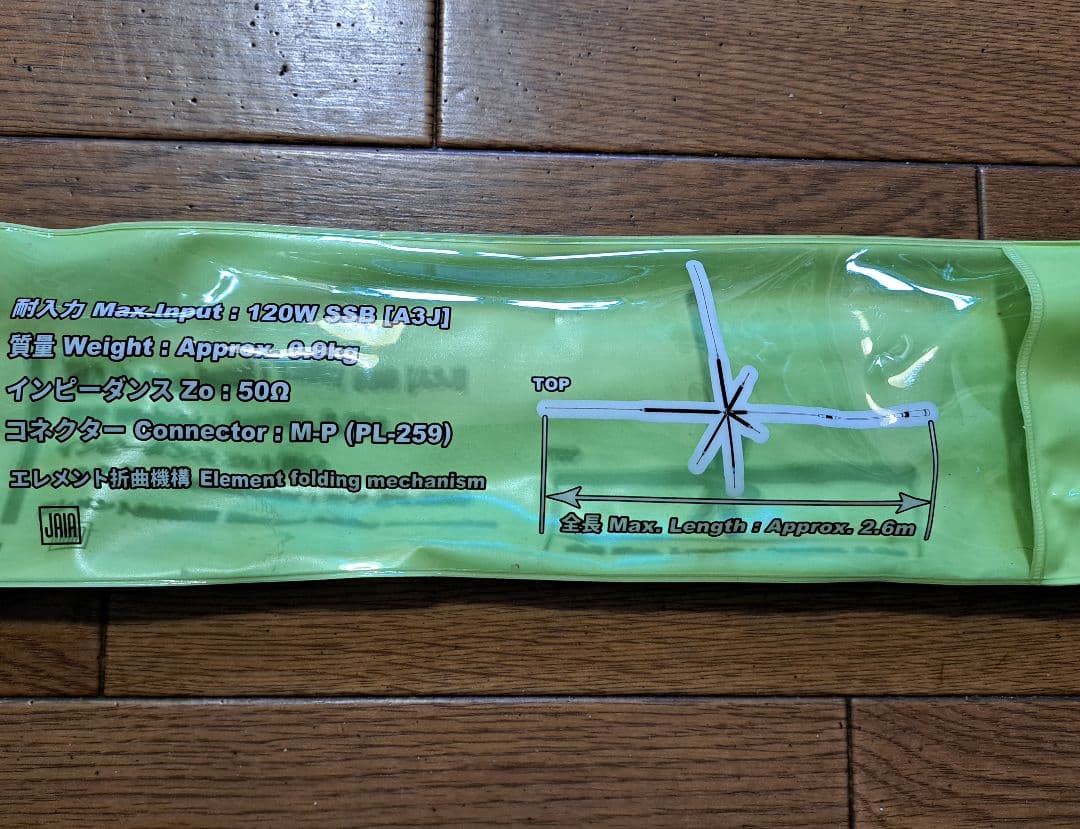 耐入力 Max.Input : 120W SSB [A3J]
質量 Weight : Approx. 0.9kg
インピーダンス Zo : 50Ω
コネクター Connector : M-P (PL-259)
エレメント折曲機構 Element folding mechanism
JAIA
TOP
全長 Max. Length : Approx. 2.6m